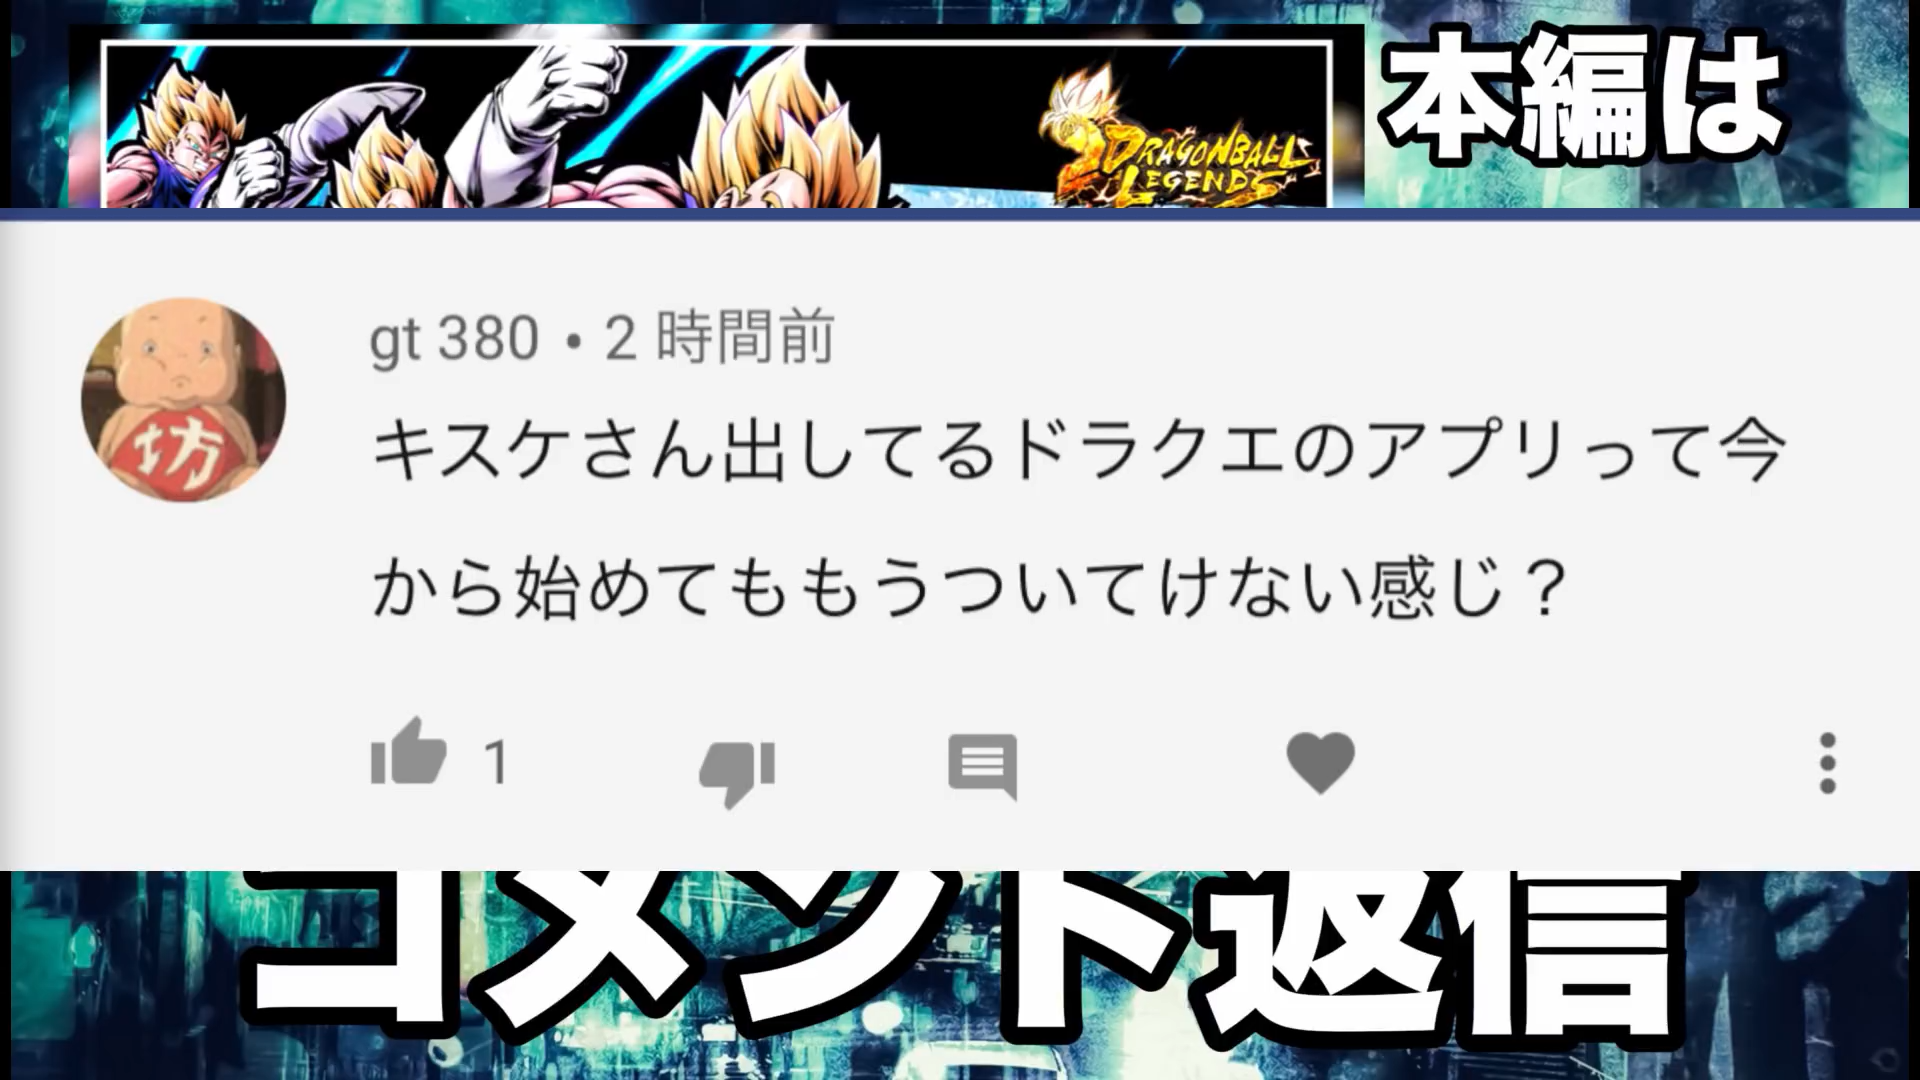 本編は
DRAGONBALL
LEGENDS
gt 380 • 2 時間前
坊
キスケさん出してるドラクエのアプリって今
から始めてももうついてけない感じ？
1
コメント返信